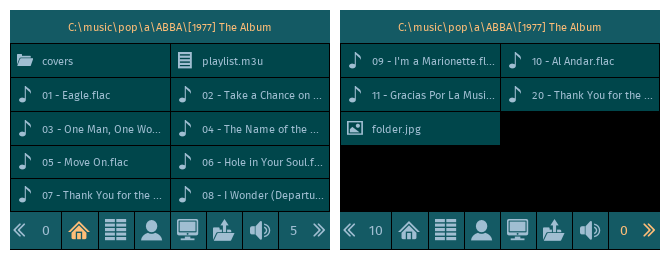 C:\music\pop\a\ABBA\[1977] The Album
covers
playlist.m3u
01 - Eagle.flac
02 - Take a Chance on ...
03 - One Man, One Wo...
04 - The Name of the ...
05 - Move On.flac
06 - Hole in Your Soul.f...
07 - Thank You for the ...
08 - I Wonder (Departu...
0
5
C:\music\pop\a\ABBA\[1977] The Album
09 - I'm a Marionette.fl...
10 - Al Andar.flac
11 - Gracias Por La Musi...
20 - Thank You for the ...
folder.jpg
10
0